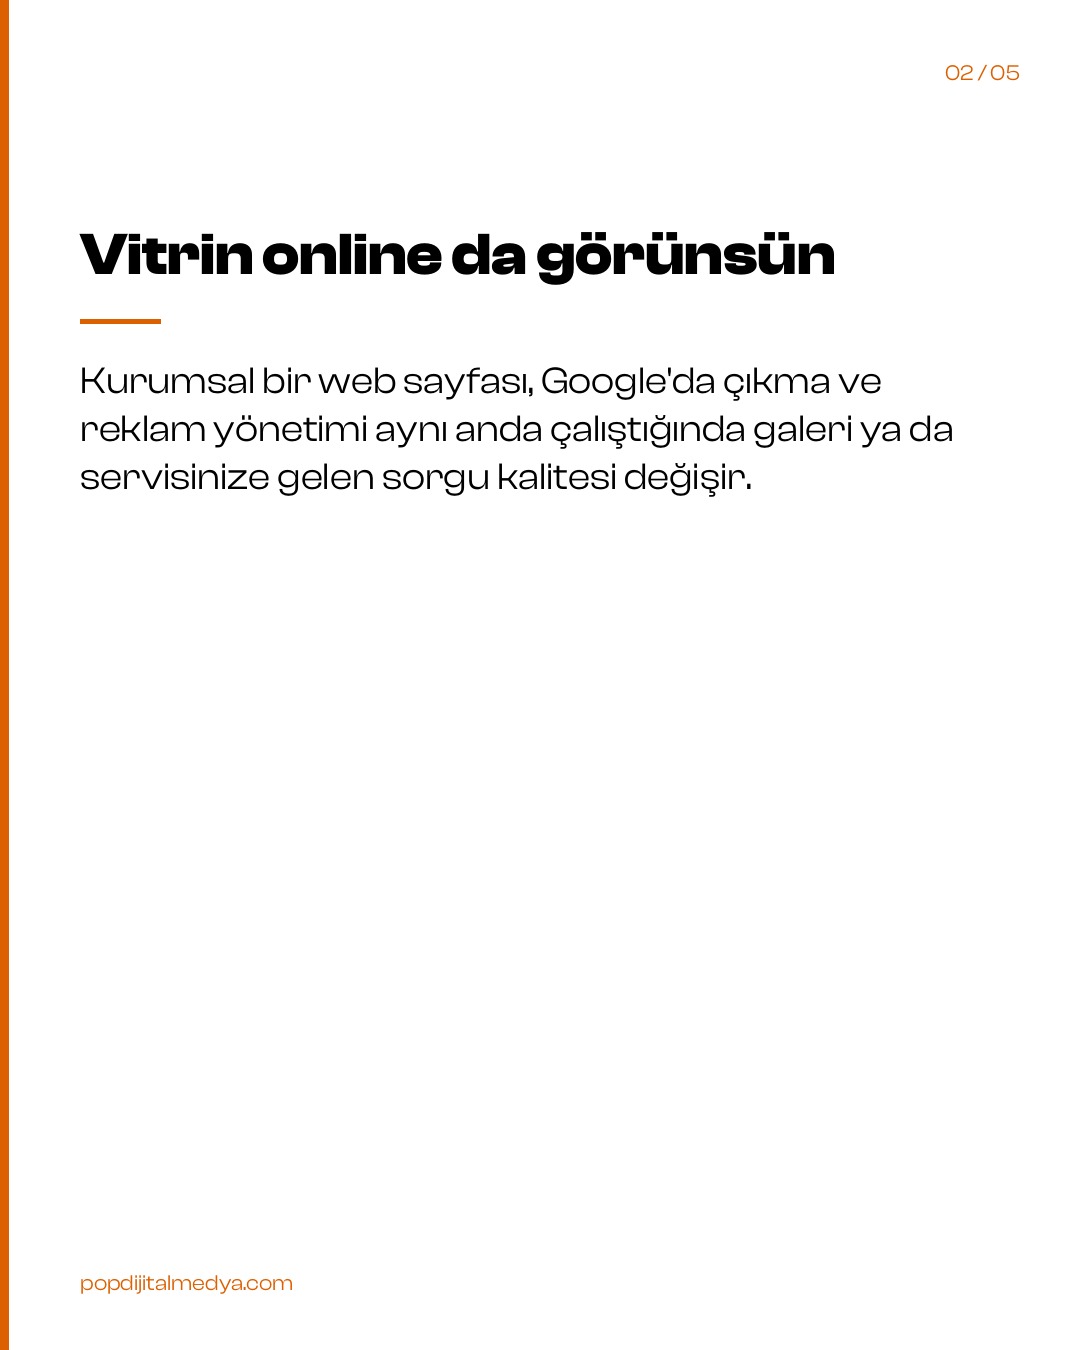 02 / 05
Vitrin online da görünsün
Kurumsal bir web sayfası, Google'da çıkma ve
reklam yönetimi aynı anda çalıştığında galeri ya da
servisinize gelen sorgu kalitesi değişir.
popdijitalmedya.com